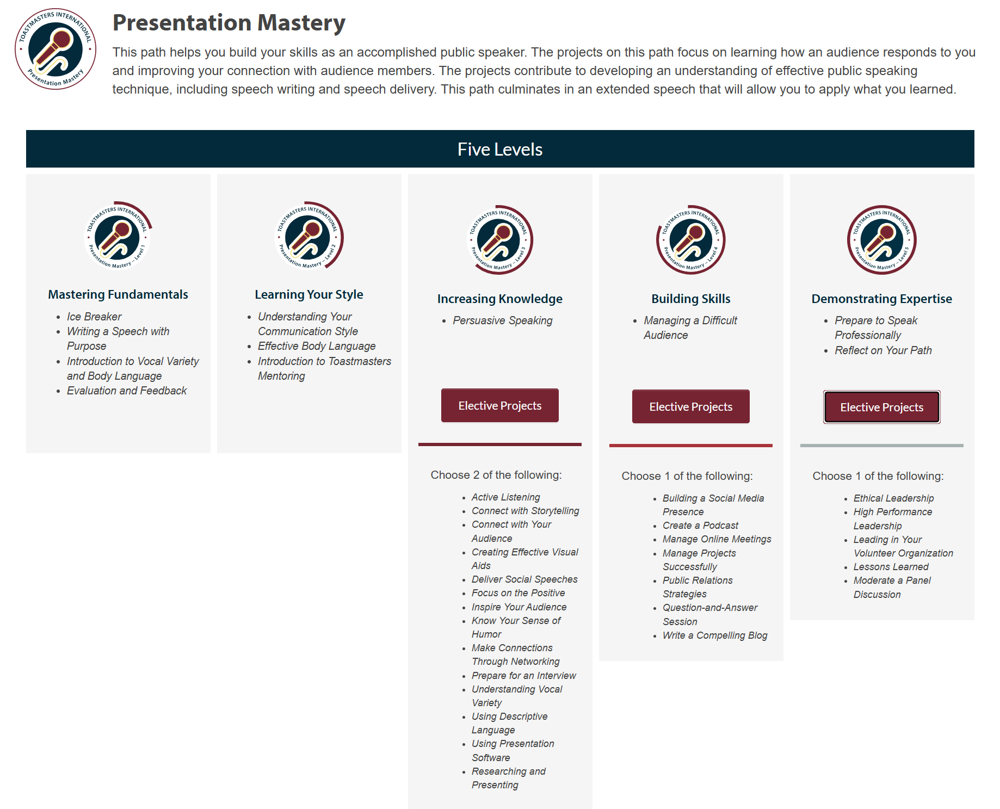 TOASTMASTERS INTERNATIONAL
Presentation Mastery
Presentation Mastery
This path helps you build your skills as an accomplished public speaker. The projects on this path focus on learning how an audience responds to you
and improving your connection with audience members. The projects contribute to developing an understanding of effective public speaking
technique, including speech writing and speech delivery. This path culminates in an extended speech that will allow you to apply what you learned.
Five Levels
TOASTMASTERS INTERNATIONAL
Presentation Mastery – Level 1
Mastering Fundamentals
• Ice Breaker
• Writing a Speech with
Purpose
• Introduction to Vocal Variety
and Body Language
• Evaluation and Feedback
TOASTMASTERS INTERNATIONAL
Presentation Mastery – Level 2
Learning Your Style
• Understanding Your
Communication Style
• Effective Body Language
• Introduction to Toastmasters
Mentoring
TOASTMASTERS INTERNATIONAL
Presentation Mastery – Level 3
Increasing Knowledge
• Persuasive Speaking
Elective Projects
Choose 2 of the following:
• Active Listening
• Connect with Storytelling
• Connect with Your
Audience
• Creating Effective Visual
Aids
• Deliver Social Speeches
• Focus on the Positive
• Inspire Your Audience
• Know Your Sense of
Humor
• Make Connections
Through Networking
• Prepare for an Interview
• Understanding Vocal
Variety
• Using Descriptive
Language
• Using Presentation
Software
• Researching and
Presenting
TOASTMASTERS INTERNATIONAL
Presentation Mastery – Level 4
Building Skills
• Managing a Difficult
Audience
Elective Projects
Choose 1 of the following:
• Building a Social Media
Presence
• Create a Podcast
• Manage Online Meetings
• Manage Projects
Successfully
• Public Relations
Strategies
• Question-and-Answer
Session
• Write a Compelling Blog
TOASTMASTERS INTERNATIONAL
Presentation Mastery – Level 5
Demonstrating Expertise
• Prepare to Speak
Professionally
• Reflect on Your Path
Elective Projects
Choose 1 of the following:
• Ethical Leadership
• High Performance
Leadership
• Leading in Your
Volunteer Organization
• Lessons Learned
• Moderate a Panel
Discussion